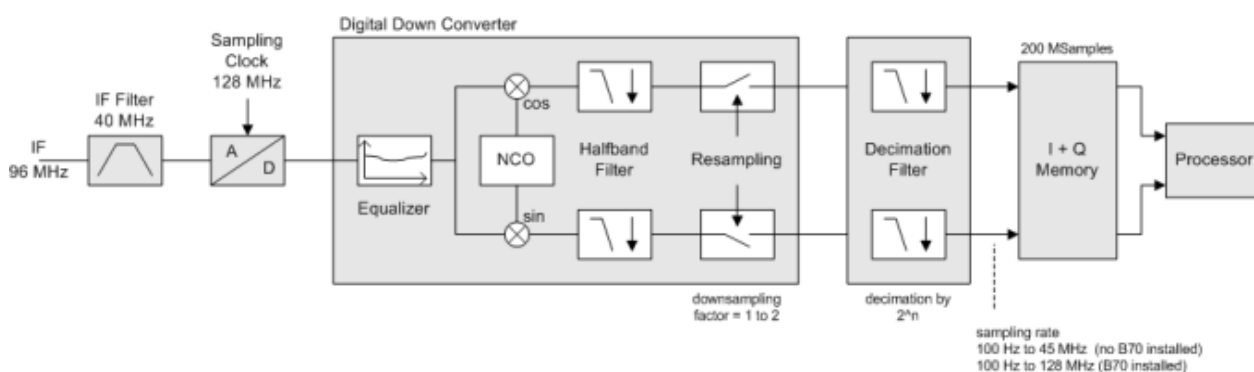 Digital Down Converter
Sampling
Clock
128 MHz
IF Filter
40 MHz
IF
96 MHz
A
D
Equalizer
cos
NCO
sin
Halfband
Filter
Resampling
downsampling
factor = 1 to 2
Decimation
Filter
decimation by
2^n
sampling rate
100 Hz to 45 MHz (no B70 installed)
100 Hz to 128 MHz (B70 installed)
200 MSamples
I + Q
Memory
Processor